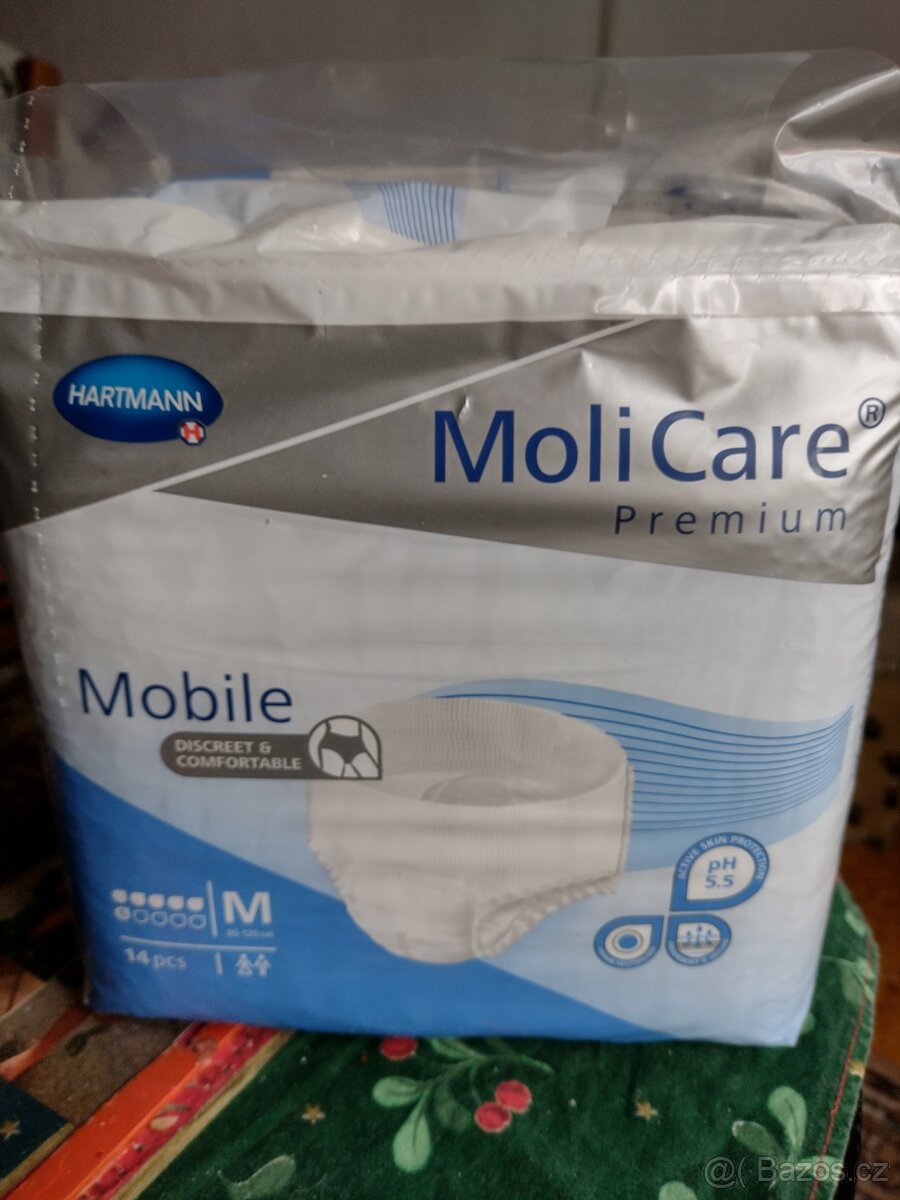 HARTMANN
MoliCare®
Premium
Mobile
DISCREET &
COMFORTABLE
ACTIVE SKIN PROTECTION
pH
5.5
M
14 pcs
@( Bazos.cz